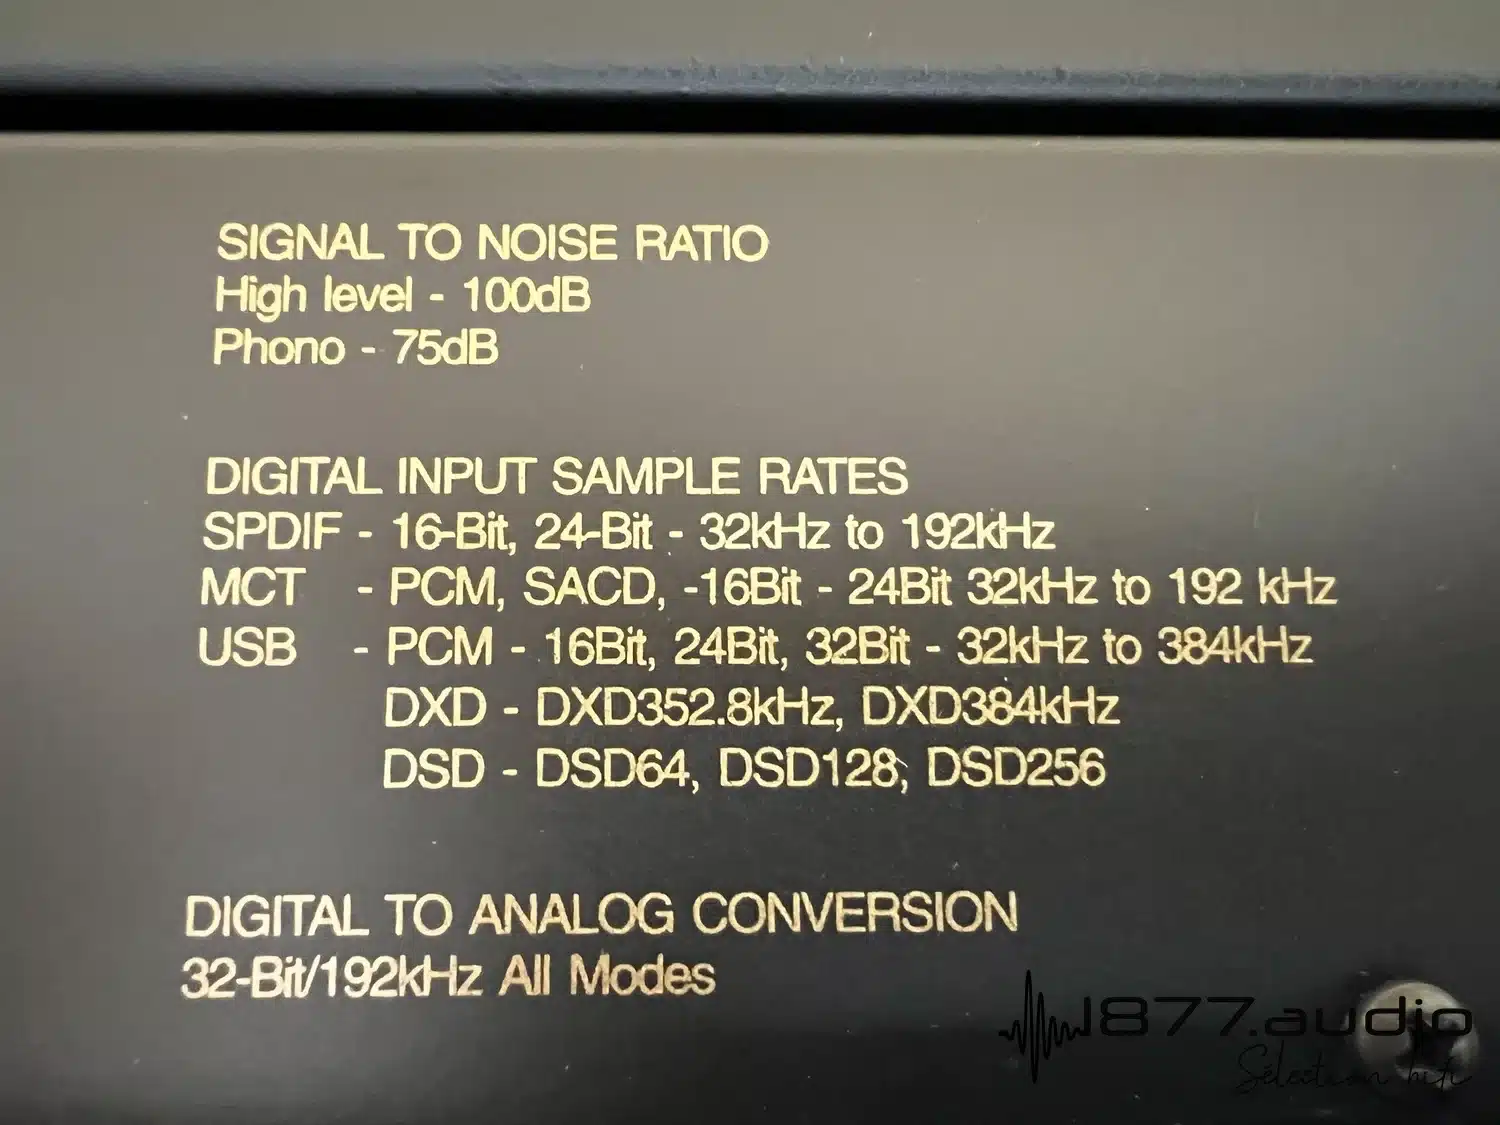 SIGNAL TO NOISE RATIO
High level - 100dB
Phono - 75dB
DIGITAL INPUT SAMPLE RATES
SPDIF - 16-Bit, 24-Bit - 32kHz to 192kHz
MCT - PCM, SACD, -16Bit - 24Bit 32kHz to 192 kHz
USB - PCM - 16Bit, 24Bit, 32Bit - 32kHz to 384kHz
DXD - DXD352.8kHz, DXD384kHz
DSD - DSD64, DSD128, DSD256
DIGITAL TO ANALOG CONVERSION
32-Bit/192kHz All Modes
1877.audio
Sélection hifi